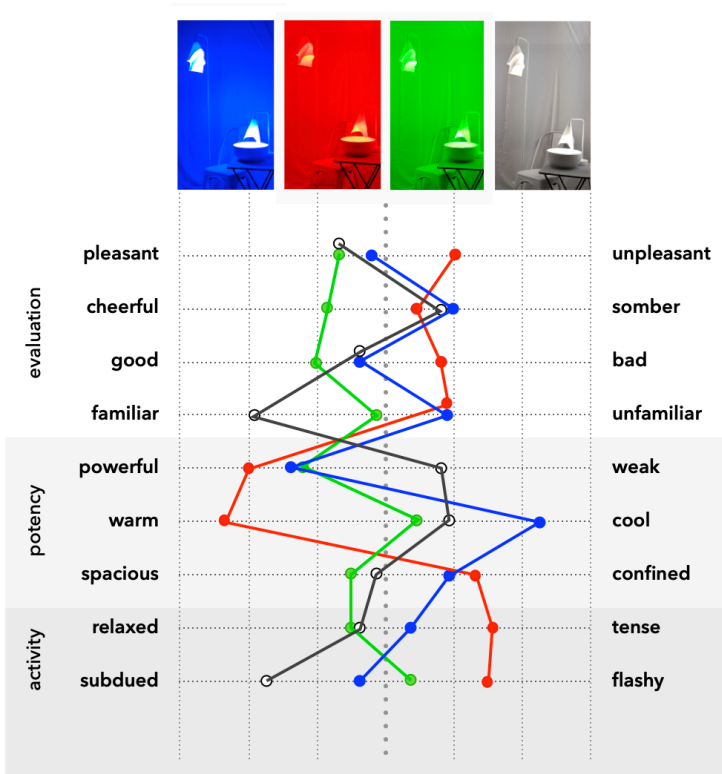 pleasant unpleasant
cheerful somber
good bad
familiar unfamiliar
evaluation
powerful weak
warm cool
spacious confined
potency
relaxed tense
subdued flashy
activity